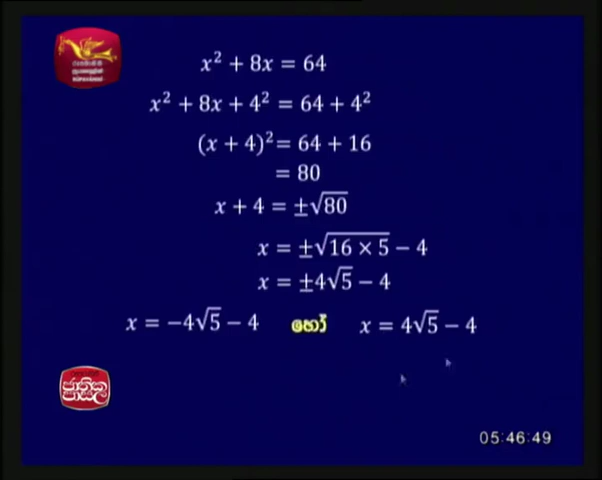 x² + 8x = 64
x² + 8x + 4² = 64 + 4²
(x + 4)² = 64 + 16
= 80
x + 4 = ±√80
x = ±√16 × 5 − 4
x = ±4√5 − 4
x = −4√5 − 4 හෝ x = 4√5 − 4
ජාතික
පාසල
05:46:49